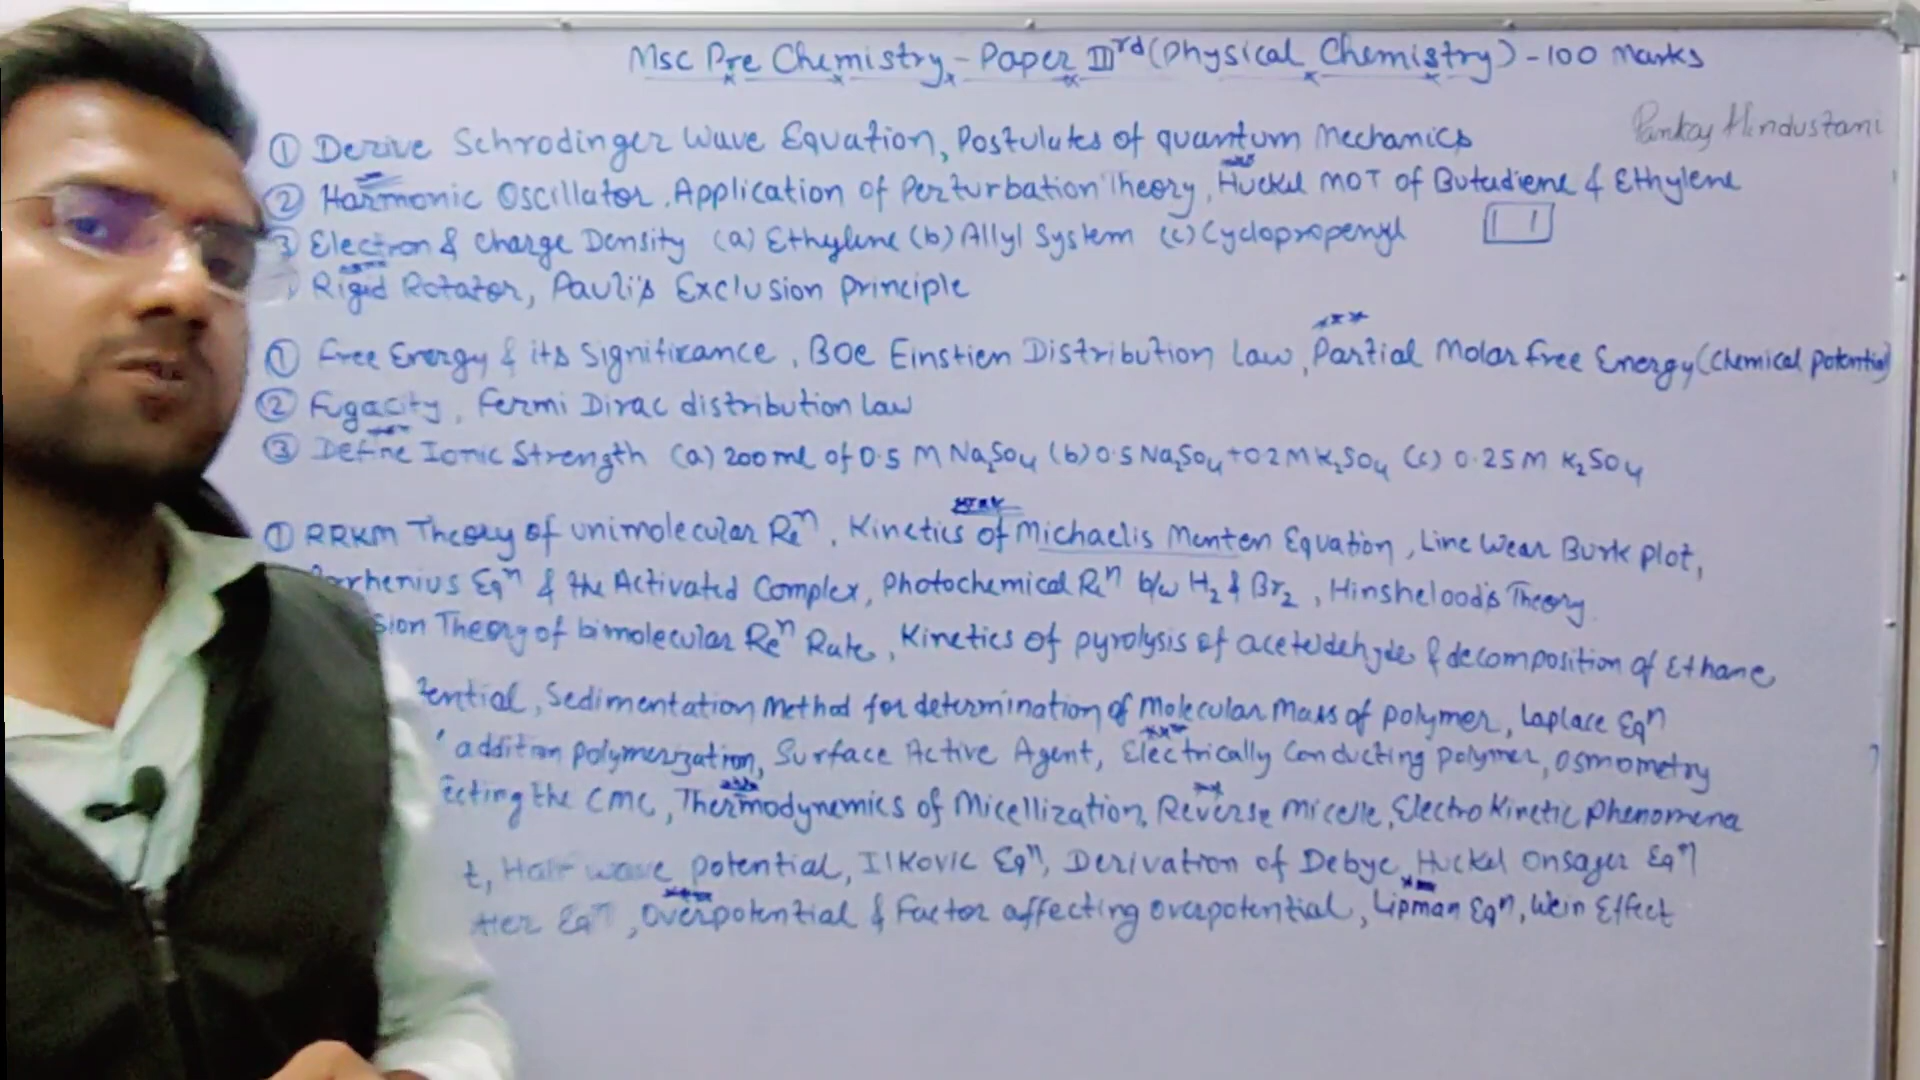 Msc Pre Chemistry - Paper IIIrd (Physical Chemistry) - 100 Marks
Pankaj Hindustani
① Derive Schrodinger Wave Equation, Postulates of quantum Mechanics
② Harmonic Oscillator. Application of Perturbation Theory, Huckel MOT of Butadiene & Ethylene
③ Electron & Charge Density (a) Ethylene (b) Allyl System (c) Cyclopropenyl
Rigid Rotator, Pauli's Exclusion Principle
① Free Energy & its Significance, BOe Einstien Distribution Law, Partial Molar Free Energy (Chemical potential)
② Fugacity, Fermi Dirac distribution Law
③ Define Ionic Strength (a) 200 ml of 0.5 M Na2SO4 (b) 0.5 Na2SO4 + 0.2 M K2SO4 (c) 0.25 M K2SO4
① RRKM Theory of unimolecular Reⁿ, Kinetics of Michaelis Menten Equation, Line Wear Burk plot,
rrhenius Eqⁿ & the Activated Complex, Photochemical Reⁿ b/w H2 & Br2, Hinsheloods Theory
sion Theory of bimolecular Reⁿ Rate, Kinetics of pyrolysis of acetaldehyde & decomposition of Ethane
tential, Sedimentation Method for determination of Molecular Mass of polymer, Laplace Eqⁿ
addition polymerization, Surface Active Agent, Electrically Conducting polymer, Osmometry
ecting the CMC, Thermodynemics of Micellization, Reverse Micelle, Electro Kinetic Phenomena
t, Half wave potential, Ilkovic Eqⁿ, Derivation of Debye Huckel Onsager Eqⁿ
Eqⁿ, Overpotential & Factor affecting overpotential, Lipman Eqⁿ, Wein Effect